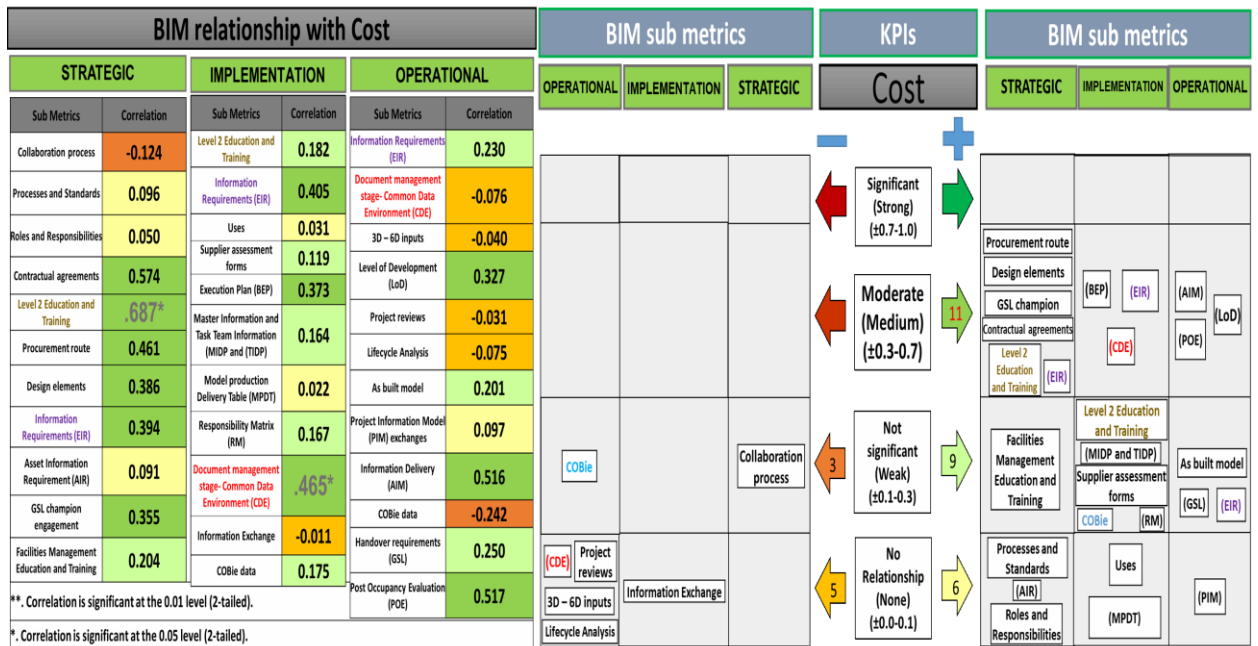 BIM relationship with Cost
STRATEGIC
Sub Metrics Correlation
Collaboration process -0.124
Processes and Standards 0.096
Roles and Responsibilities 0.050
Contractual agreements 0.574
Level 2 Education and
Training .687*
Procurement route 0.461
Design elements 0.386
Information
Requirements (EIR) 0.394
Asset Information
Requirement (AIR) 0.091
GSL champion
engagement 0.355
Facilities Management
Education and Training 0.204
**. Correlation is significant at the 0.01 level (2-tailed).
*. Correlation is significant at the 0.05 level (2-tailed).
IMPLEMENTATION
Sub Metrics Correlation
Level 2 Education and
Training 0.182
Information
Requirements (EIR) 0.405
Uses 0.031
Supplier assessment
forms 0.119
Execution Plan (BEP) 0.373
Master Information and
Task Team Information
(MIDP and (TIDP) 0.164
Model production
Delivery Table (MPDT) 0.022
Responsibility Matrix
(RM) 0.167
Document management
stage- Common Data
Environment (CDE) .465*
Information Exchange -0.011
COBie data 0.175
OPERATIONAL
Sub Metrics Correlation
Information Requirements
(EIR) 0.230
Document management
stage- Common Data
Environment (CDE) -0.076
3D – 6D inputs -0.040
Level of Development
(LoD) 0.327
Project reviews -0.031
Lifecycle Analysis -0.075
As built model 0.201
Project Information Model
(PIM) exchanges 0.097
Information Delivery
(AIM) 0.516
COBie data -0.242
Handover requirements
(GSL) 0.250
Post Occupancy Evaluation
(POE) 0.517
BIM sub metrics
OPERATIONAL IMPLEMENTATION STRATEGIC
COBie
Collaboration
process
(CDE)
Project
reviews
3D – 6D inputs
Lifecycle Analysis
Information Exchange
KPIs
Cost
Significant
(Strong)
(±0.7-1.0)
Moderate
(Medium)
(±0.3-0.7)
11
3
Not
significant
(Weak)
(±0.1-0.3)
9
5
No
Relationship
(None)
(±0.0-0.1)
6
BIM sub metrics
STRATEGIC IMPLEMENTATION OPERATIONAL
Procurement route
Design elements
GSL champion
Contractual agreements
Level 2
Education
and Training
(EIR)
(BEP)
(EIR)
(CDE)
(AIM)
(LoD)
(POE)
Facilities
Management
Education and
Training
Level 2 Education
and Training
(MIDP and TIDP)
Supplier assessment
forms
COBie
(RM)
As built model
(GSL)
(EIR)
Processes and
Standards
(AIR)
Roles and
Responsibilities
Uses
(MPDT)
(PIM)